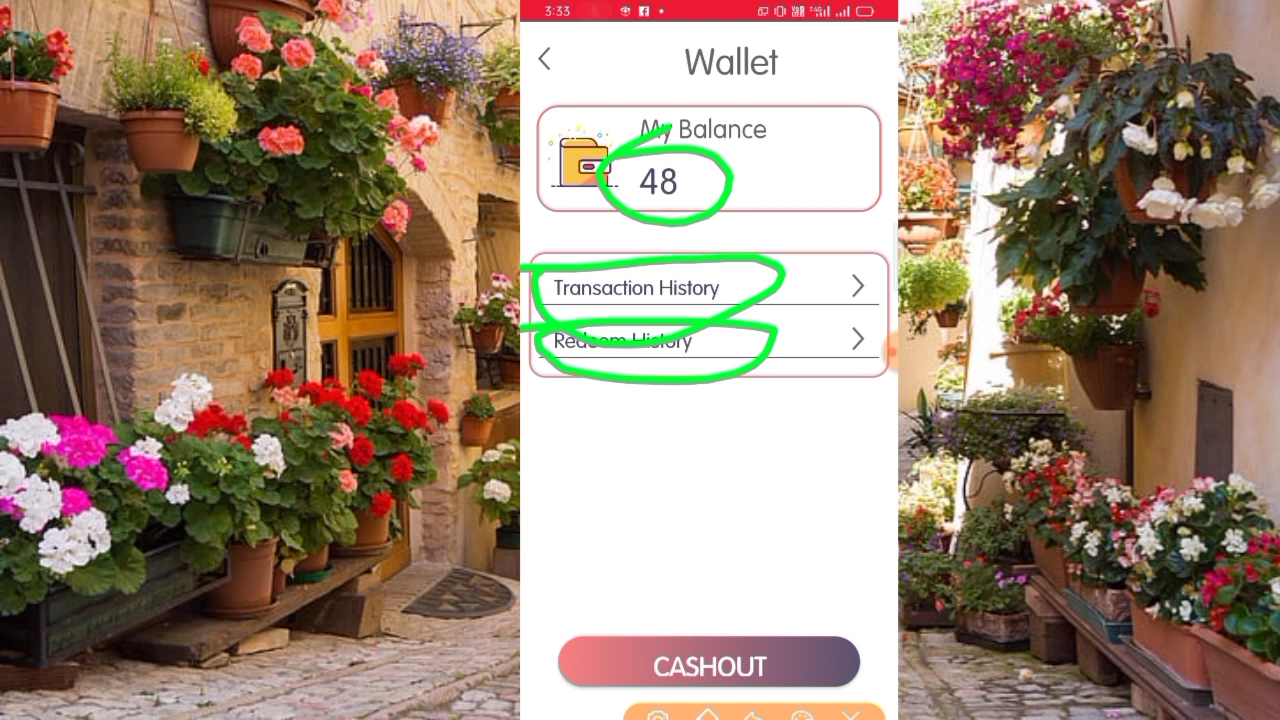 3:33
Wallet
My Balance
48
Transaction History
Redeem History
CASHOUT